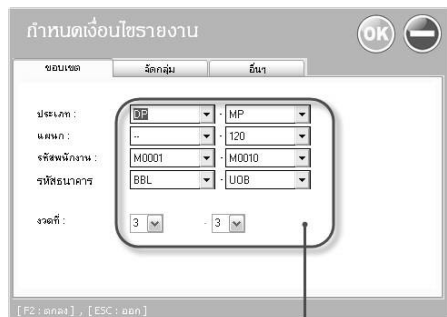 กำหนดเงื่อนไขรายงาน
OK
ขอบเขต จัดกลุ่ม อื่นๆ
ประเภท : DP - MP
แผนก : -- - 120
รหัสพนักงาน : M0001 - M0010
รหัสธนาคาร BBL - UOB
งวดที่ : 3 - 3
[F2:ตกลง] , [ESC:ออก]